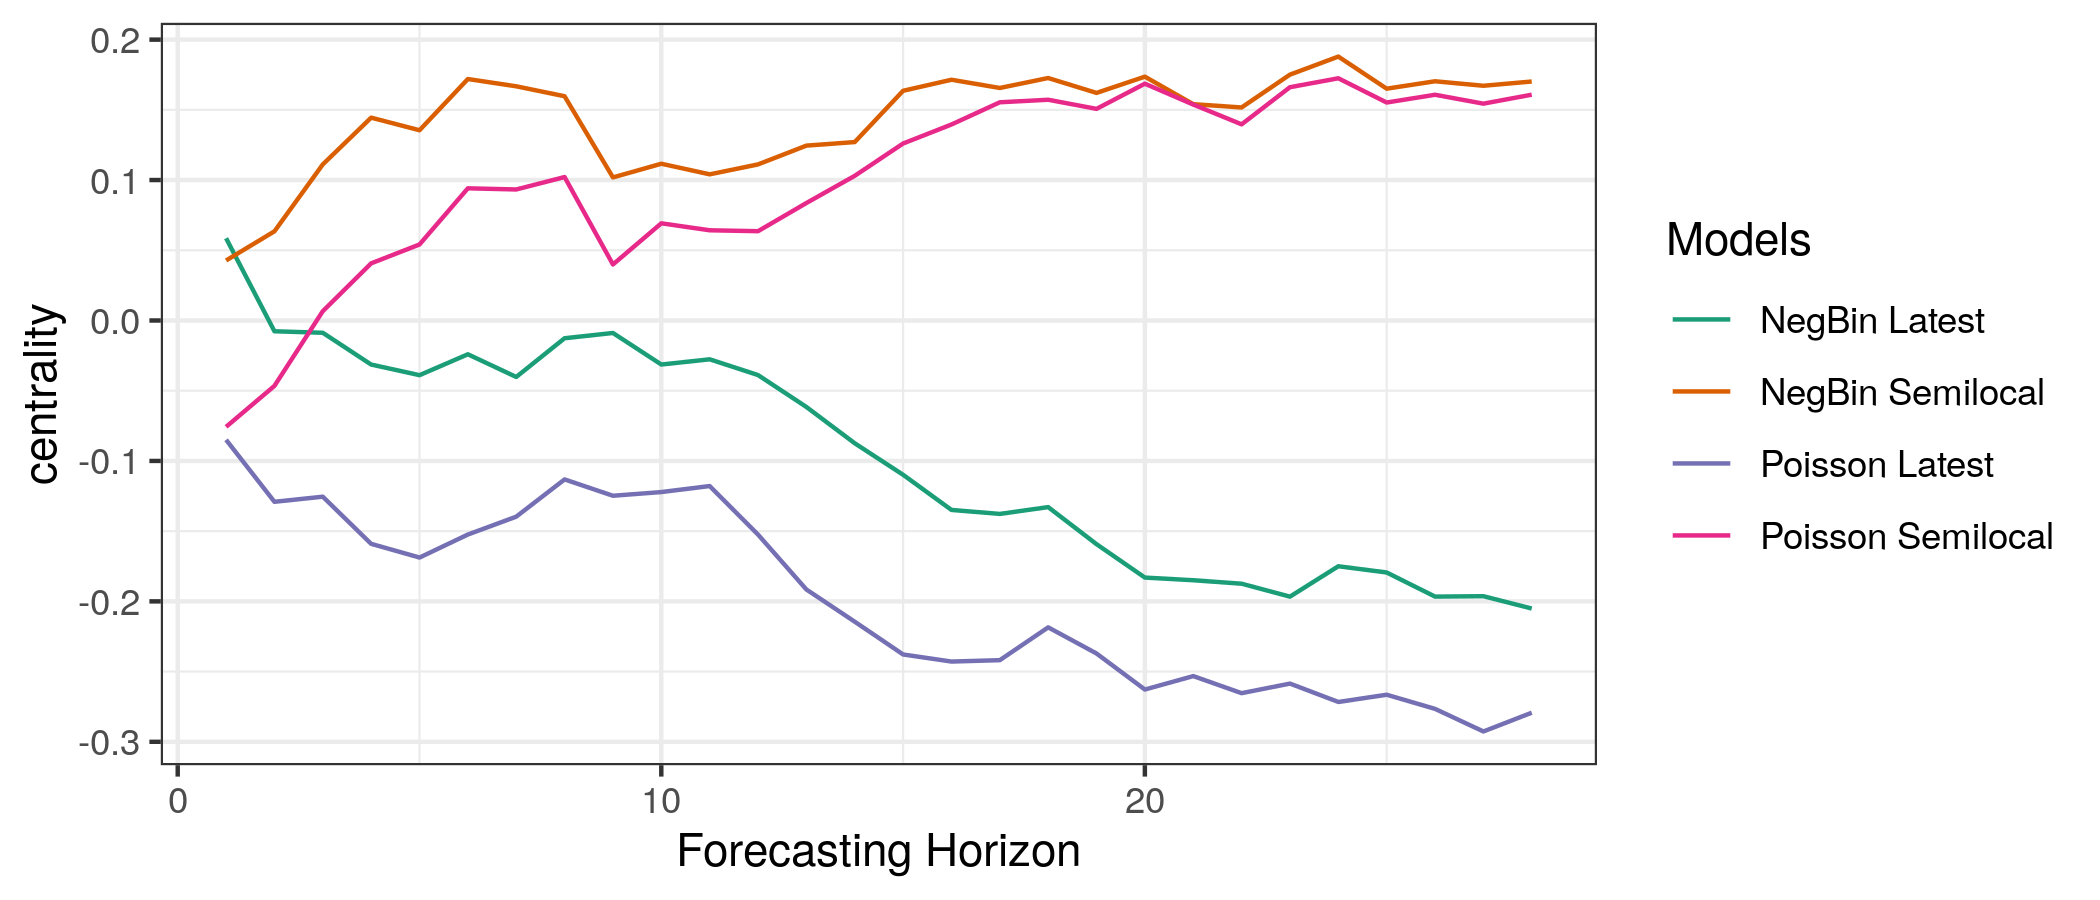 0.2
0.1
0.0
-0.1
-0.2
-0.3
centrality
0
10
20
Forecasting Horizon
Models
NegBin Latest
NegBin Semilocal
Poisson Latest
Poisson Semilocal